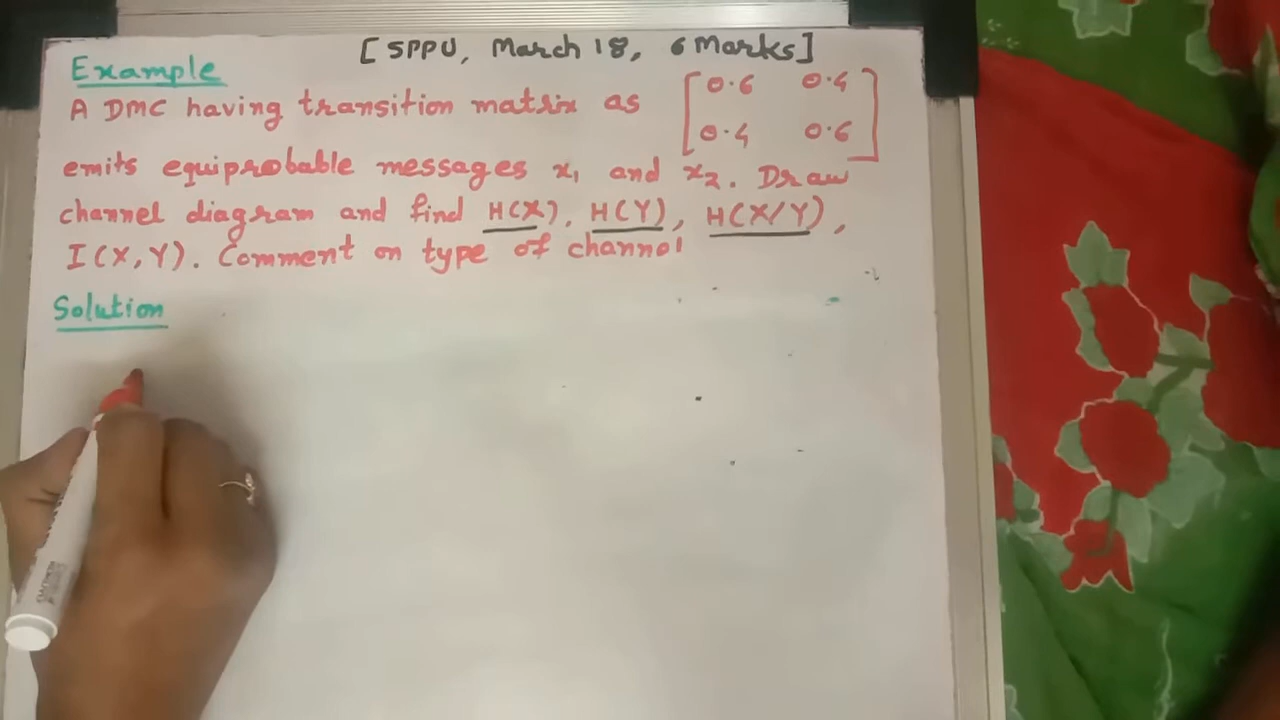 [SPPU, March 18, 6 Marks]
Example
A DMC having transition matrix as [0.6 0.4
0.4 0.6]
emits equiprobable messages x₁ and x₂. Draw
channel diagram and find H(X), H(Y), H(X/Y),
I(X,Y). Comment on type of channel
Solution